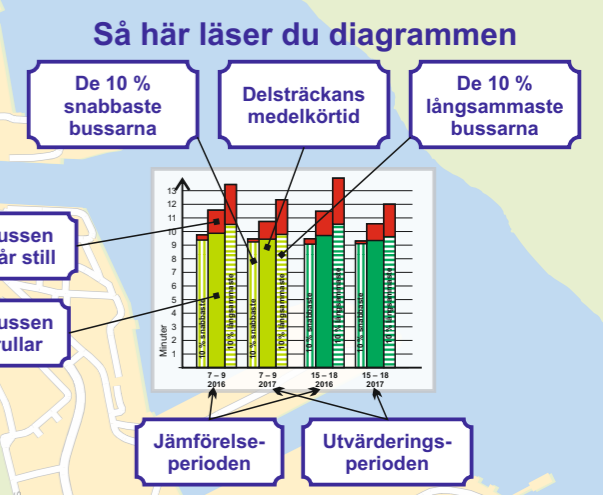 Så här läser du diagrammen
De 10 %
snabbaste
bussarna
Delsträckans
medelkörtid
De 10 %
långsammaste
bussarna
ussen
år still
ussen
rullar
Minuter
13
12
11
10
9
8
7
6
5
4
3
2
1
10 % snabbaste
10 % långsammaste
10 % snabbaste
10 % långsammaste
10 % snabbaste
10 % långsammaste
10 % snabbaste
10 % långsammaste
7 – 9
2016
7 – 9
2017
15 – 18
2016
15 – 18
2017
Jämförelse-
perioden
Utvärderings-
perioden